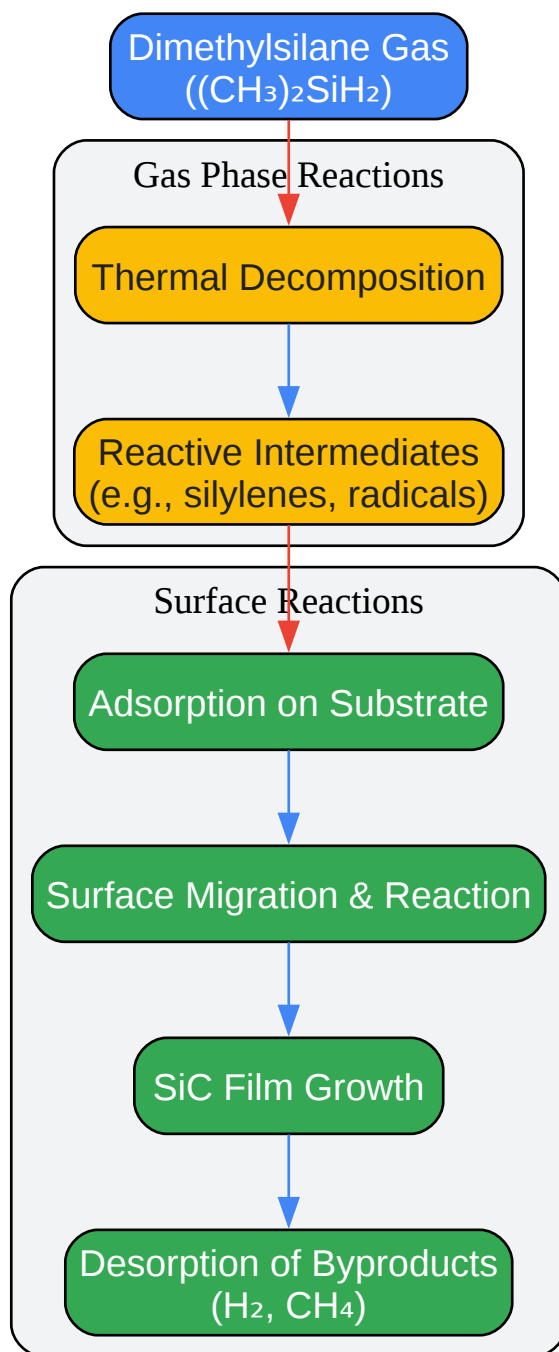 Dimethylsilane Gas
((CH₃)₂SiH₂)
Gas Phase Reactions
Thermal Decomposition
Reactive Intermediates
(e.g., silylenes, radicals)
Surface Reactions
Adsorption on Substrate
Surface Migration & Reaction
SiC Film Growth
Desorption of Byproducts
(H₂, CH₄)